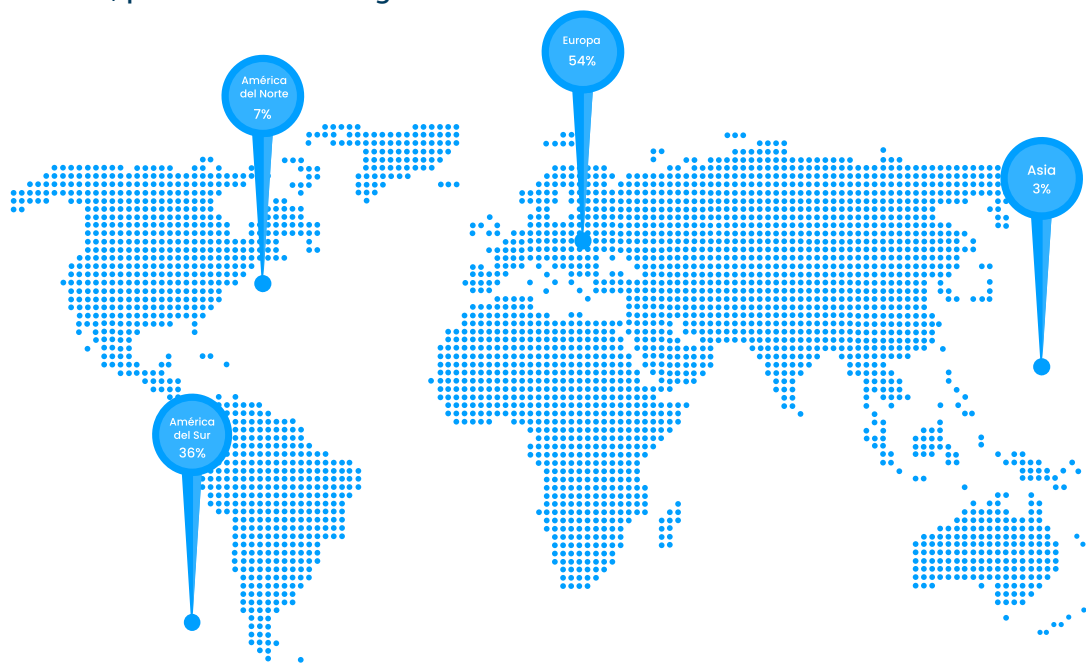 Europa
54%
América
del Norte
7%
Asia
3%
América
del Sur
36%